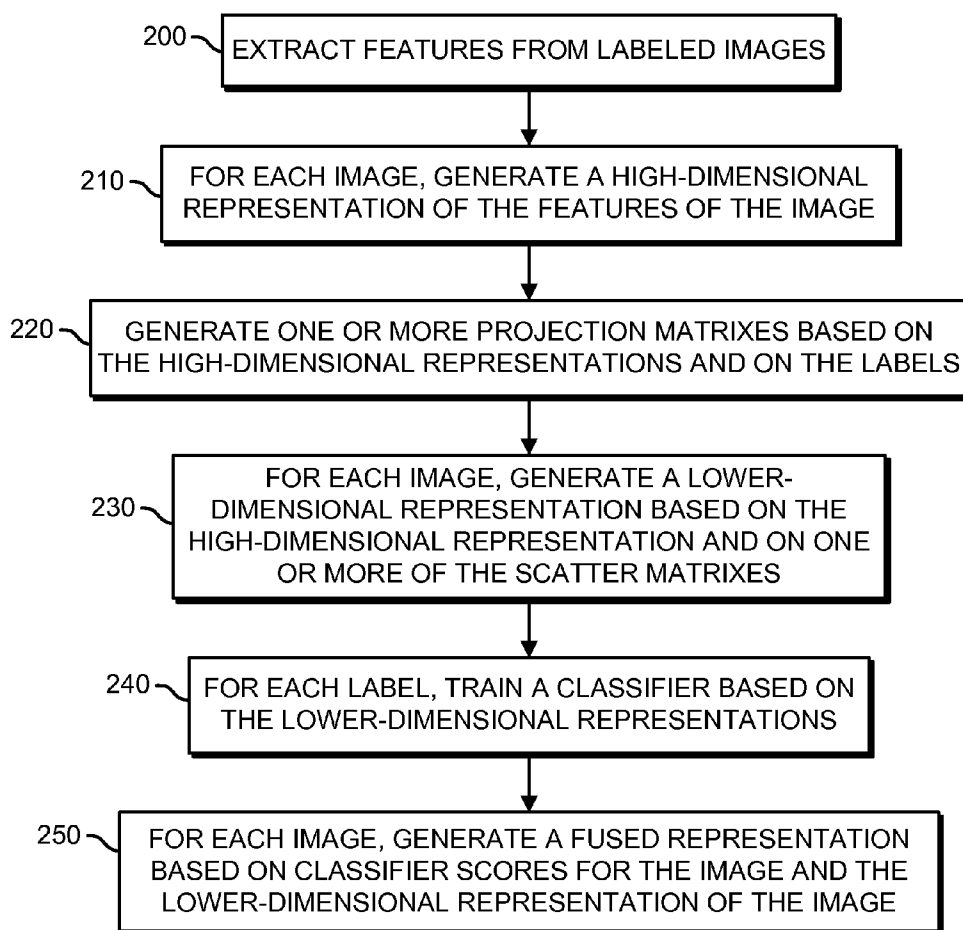 200
EXTRACT FEATURES FROM LABELED IMAGES
210
FOR EACH IMAGE, GENERATE A HIGH-DIMENSIONAL
REPRESENTATION OF THE FEATURES OF THE IMAGE
220
GENERATE ONE OR MORE PROJECTION MATRIXES BASED ON
THE HIGH-DIMENSIONAL REPRESENTATIONS AND ON THE LABELS
230
FOR EACH IMAGE, GENERATE A LOWER-
DIMENSIONAL REPRESENTATION BASED ON THE
HIGH-DIMENSIONAL REPRESENTATION AND ON ONE
OR MORE OF THE SCATTER MATRIXES
240
FOR EACH LABEL, TRAIN A CLASSIFIER BASED ON
THE LOWER-DIMENSIONAL REPRESENTATIONS
250
FOR EACH IMAGE, GENERATE A FUSED REPRESENTATION
BASED ON CLASSIFIER SCORES FOR THE IMAGE AND THE
LOWER-DIMENSIONAL REPRESENTATION OF THE IMAGE